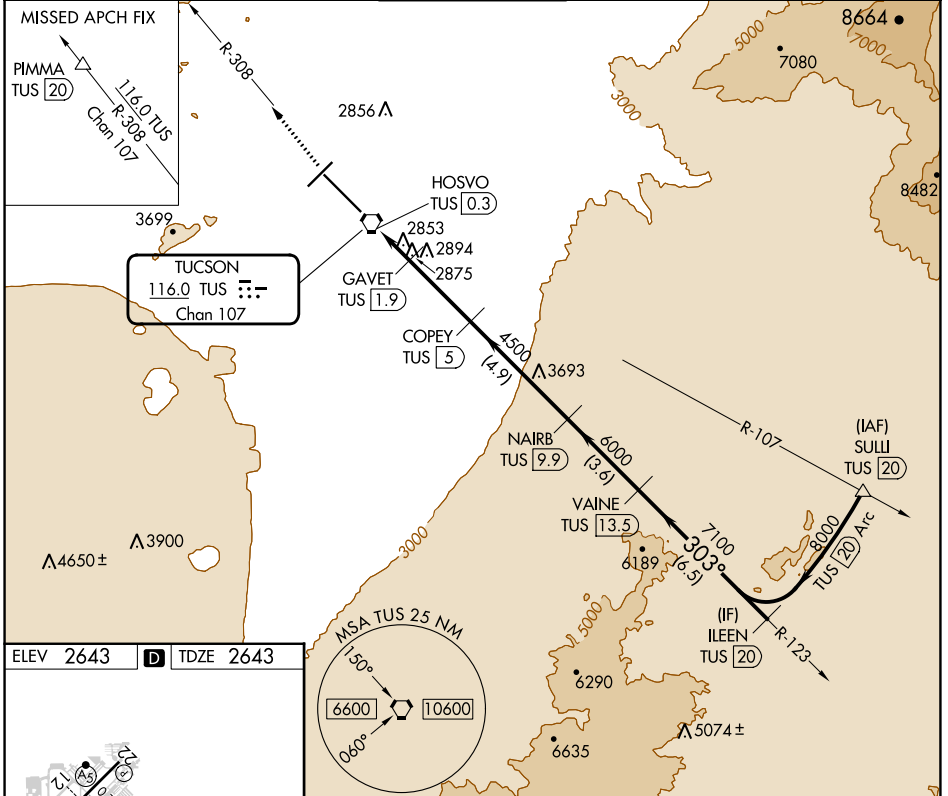 MISSED APCH FIX
PIMMA
TUS 20
116.0 TUS
R-308
Chan 107
R-308
2856
8664
5000
7000
7080
3000
8482
HOSVO
TUS 0.3
3699
2853
2894
2875
TUCSON
116.0 TUS
Chan 107
GAVET
TUS 1.9
COPEY
TUS 5
4500
(4.9)
3693
NAIRB
TUS 9.9
6000
(3.6)
R-107
(IAF)
SULLI
TUS 20
VAINE
TUS 13.5
7100
303°
(6.5)
8000
TUS 20 Arc
3000
3900
4650±
6189
5000
(IF)
ILEEN
TUS 20
R-123
MSA TUS 25 NM
150°
6600
10600
060°
6290
6635
5074±
ELEV 2643
D
TDZE 2643
A5
P
22
12